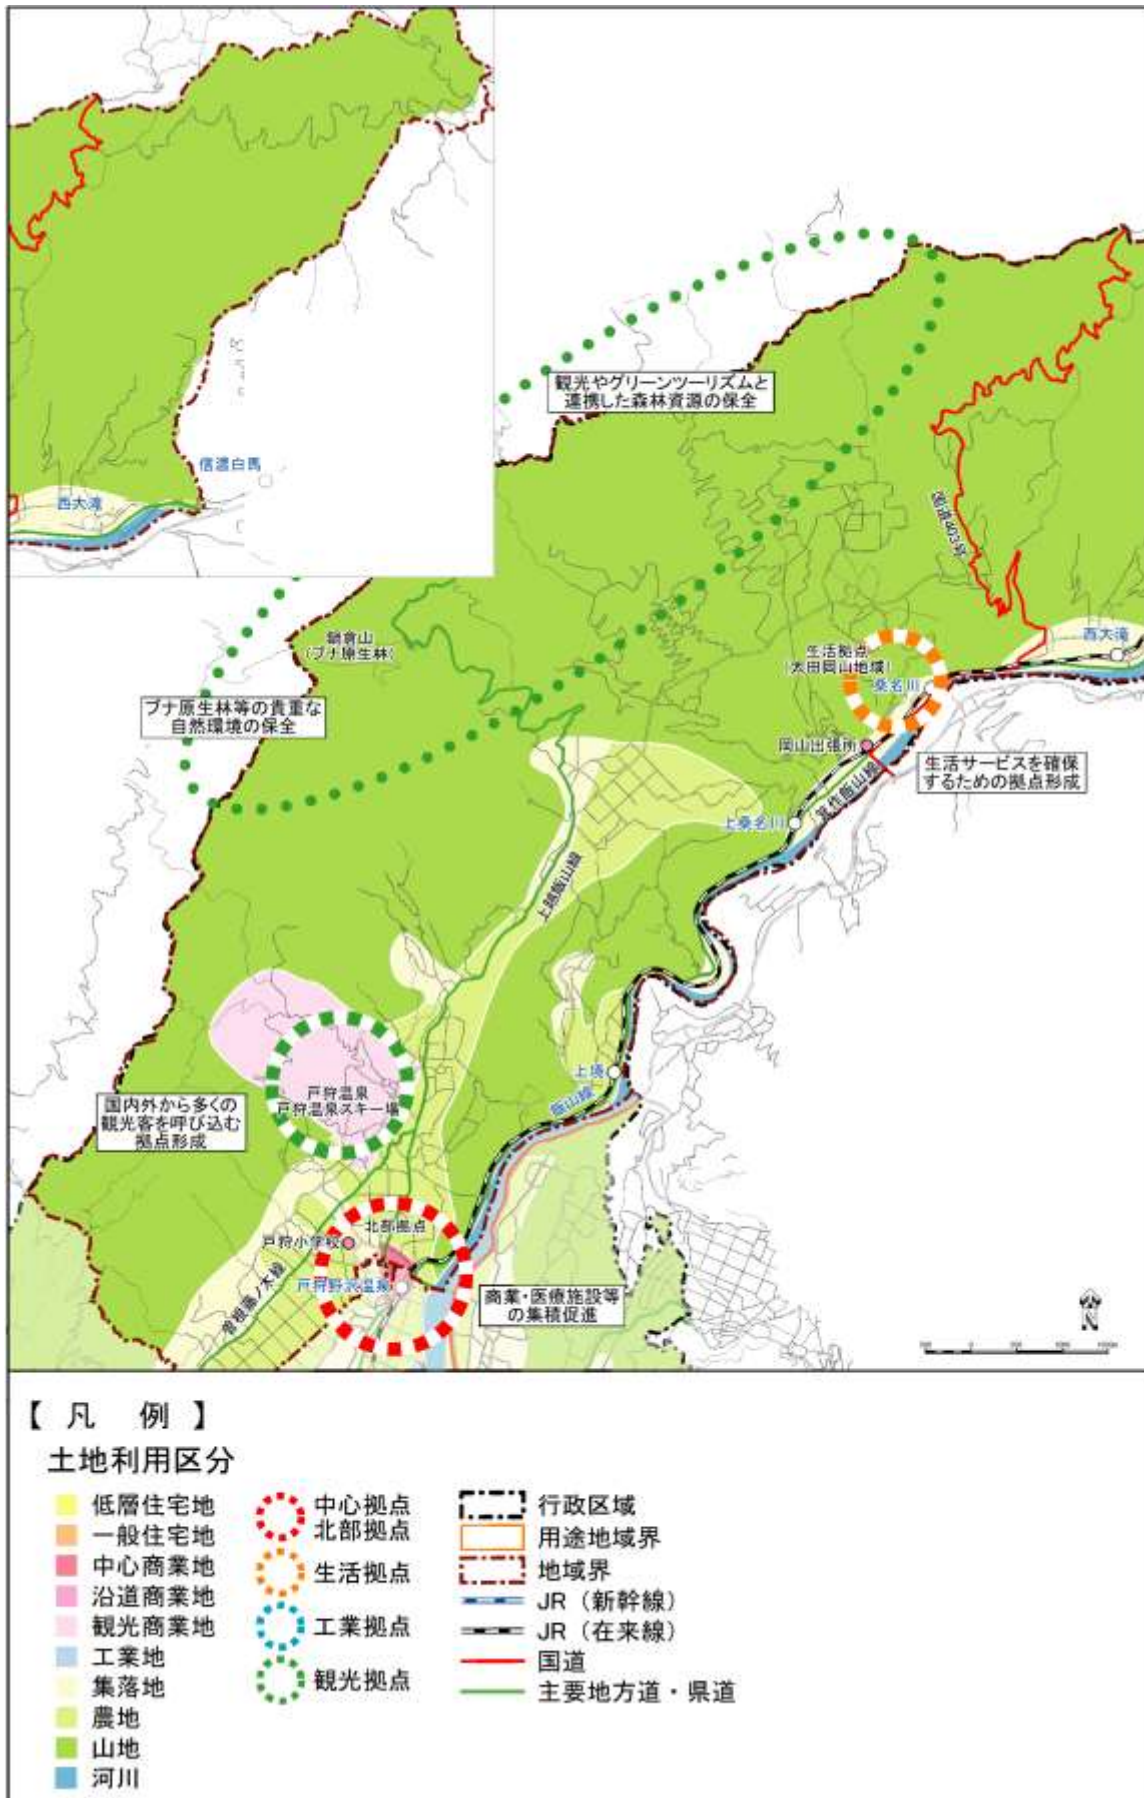 信濃白馬
西大滝
観光やグリーンツーリズムと
連携した森林資源の保全
国道403号
鍋倉山
(ブナ原生林)
生活拠点
(太田岡山地域)
桑名川
西大滝
ブナ原生林等の貴重な
自然環境の保全
岡山出張所
生活サービスを確保
するための拠点形成
上桑名川
箕作飯山線
上越飯山線
戸狩温泉
戸狩温泉スキー場
上境
飯山線
国内外から多くの
観光客を呼び込む
拠点形成
北部拠点
戸狩小学校
戸狩野沢温泉
曽根藤ノ木線
商業・医療施設等
の集積促進
N
【 凡 例 】
土地利用区分
低層住宅地
一般住宅地
中心商業地
沿道商業地
観光商業地
工業地
集落地
農地
山地
河川
中心拠点
北部拠点
生活拠点
工業拠点
観光拠点
行政区域
用途地域界
地域界
JR（新幹線）
JR（在来線）
国道
主要地方道・県道